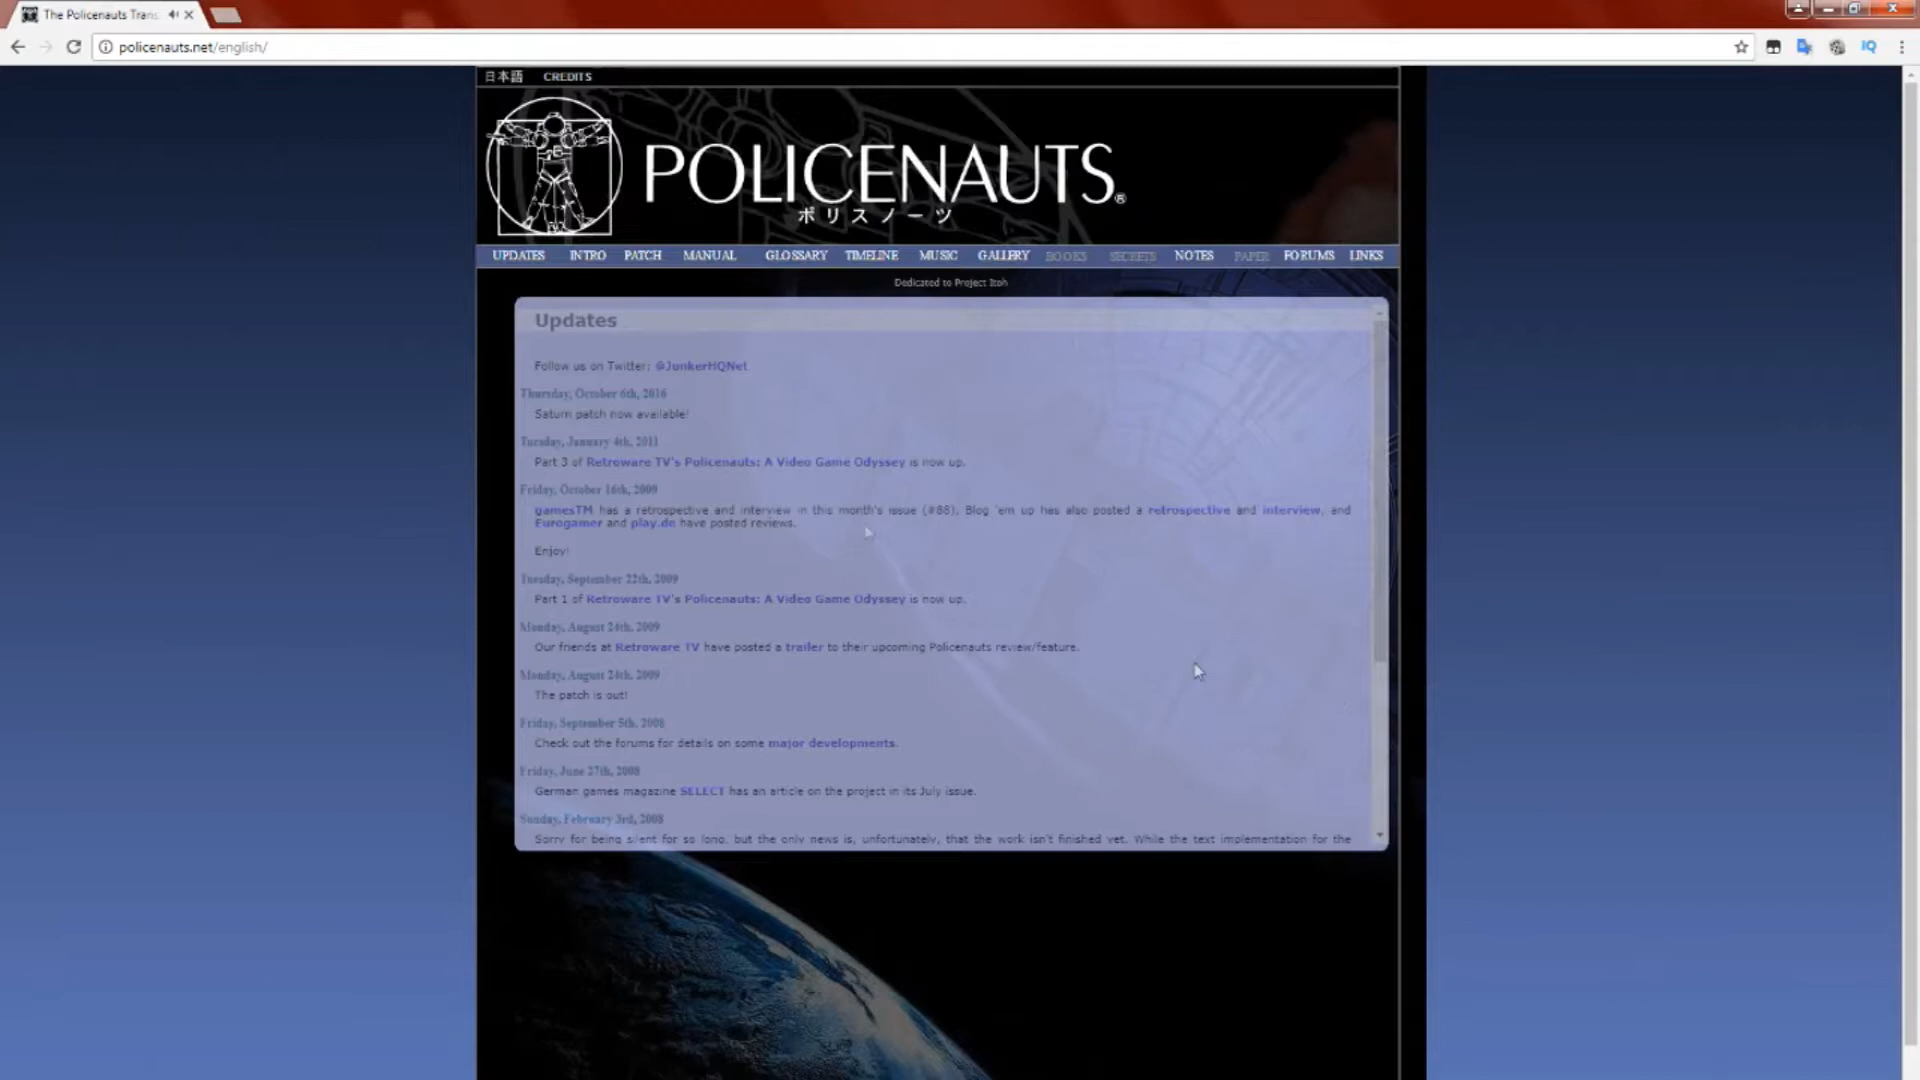 The Policenauts Trans
policenauts.net/english/
IQ
日本語 CREDITS
POLICENAUTS®
ポリスノーツ
UPDATES INTRO PATCH MANUAL GLOSSARY TIMELINE MUSIC GALLERY BOOKS SECRETS NOTES PAPER FORUMS LINKS
Dedicated to Project Itoh
Updates
Follow us on Twitter: @JunkerHQNet
Thursday, October 6th, 2016
Saturn patch now available!
Tuesday, January 4th, 2011
Part 3 of Retroware TV's Policenauts: A Video Game Odyssey is now up.
Friday, October 16th, 2009
gamesTM has a retrospective and interview in this month's issue (#88), Blog 'em up has also posted a retrospective and interview, and
Eurogamer and play.de have posted reviews.
Enjoy!
Tuesday, September 22th, 2009
Part 1 of Retroware TV's Policenauts: A Video Game Odyssey is now up.
Monday, August 24th, 2009
Our friends at Retroware TV have posted a trailer to their upcoming Policenauts review/feature.
Monday, August 24th, 2009
The patch is out!
Friday, September 5th, 2008
Check out the forums for details on some major developments.
Friday, June 27th, 2008
German games magazine SELECT has an article on the project in its July issue.
Sunday, February 3rd, 2008
Sorry for being silent for so long, but the only news is, unfortunately, that the work isn't finished yet. While the text implementation for the